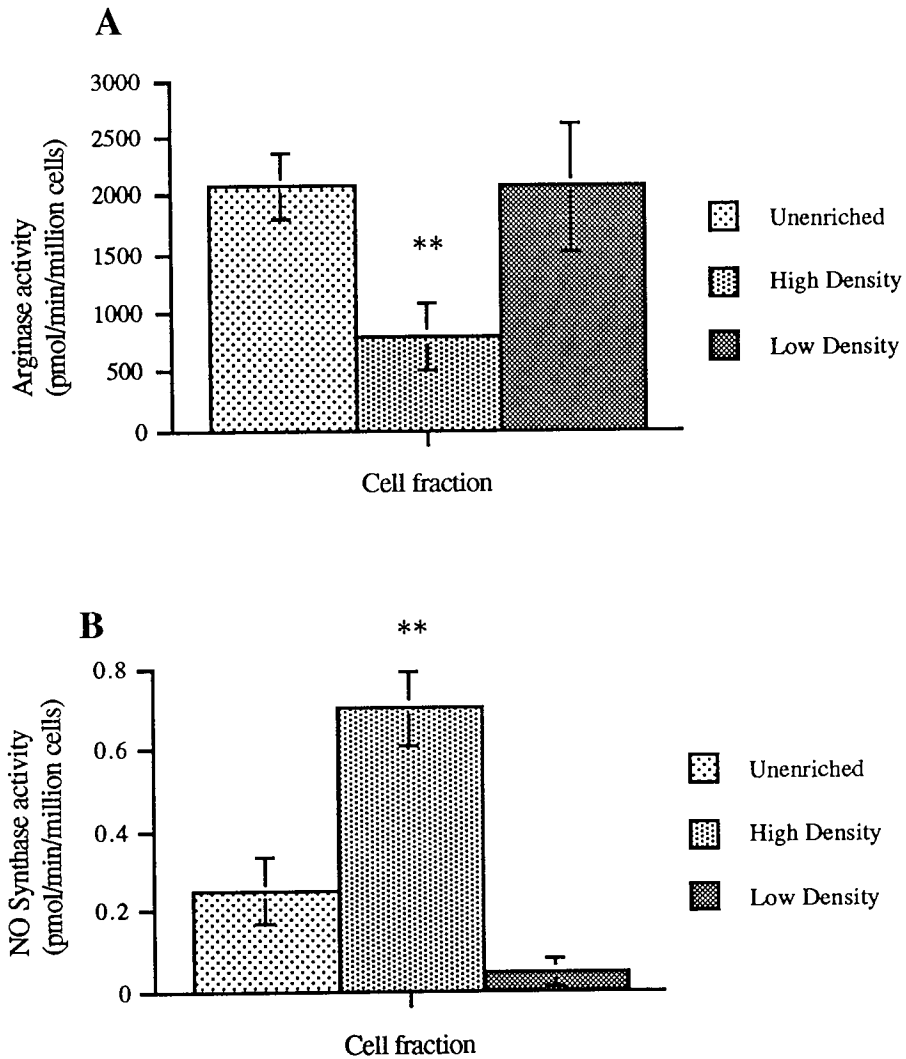 A
Arginase activity
(pmol/min/million cells)
3000
2500
2000
1500
1000
500
0
**
Cell fraction
Unenriched
High Density
Low Density
B
NO Synthase activity
(pmol/min/million cells)
0.8
0.6
0.4
0.2
0
**
Cell fraction
Unenriched
High Density
Low Density